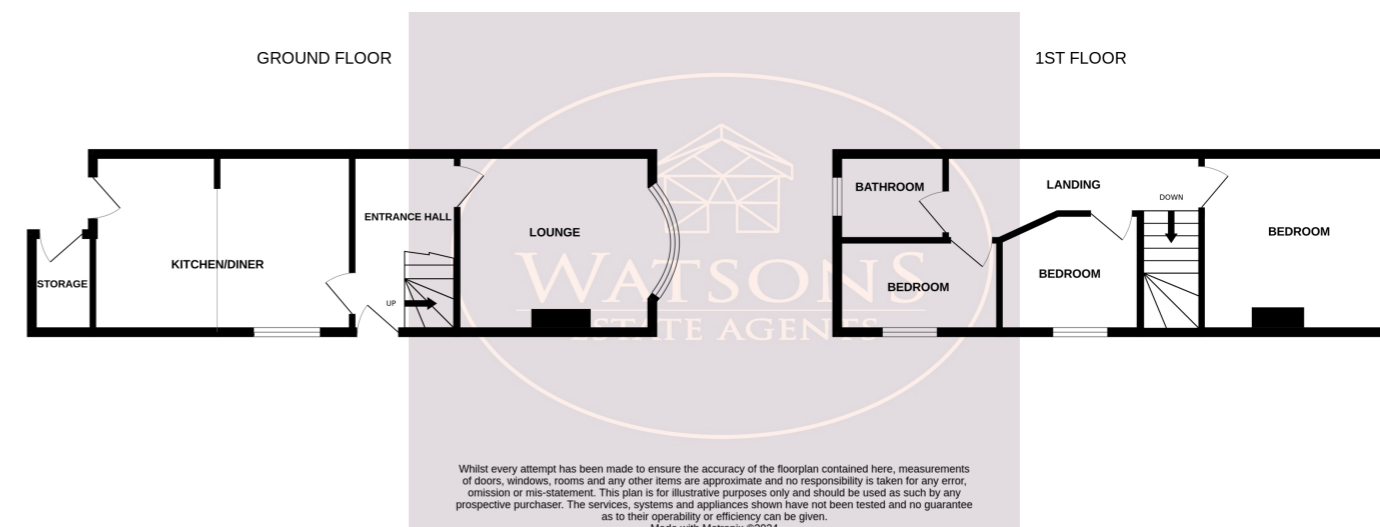 GROUND FLOOR
1ST FLOOR
BATHROOM
LANDING
DOWN
ENTRANCE HALL
LOUNGE
BEDROOM
KITCHEN/DINER
BEDROOM
STORAGE
BEDROOM
UP
WATSONS
ESTATE AGENTS
Whilst every attempt has been made to ensure the accuracy of the floorplan contained here, measurements
of doors, windows, rooms and any other items are approximate and no responsibility is taken for any error,
omission or mis-statement. This plan is for illustrative purposes only and should be used as such by any
prospective purchaser. The services, systems and appliances shown have not been tested and no guarantee
as to their operability or efficiency can be given.
Made with Metropix ©2024